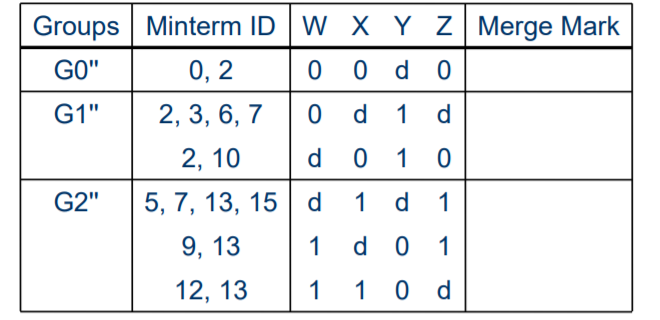 Groups Minterm ID W X Y Z Merge Mark
G0" 0, 2 0 0 d 0
G1" 2, 3, 6, 7 0 d 1 d
2, 10 d 0 1 0
G2" 5, 7, 13, 15 d 1 d 1
9, 13 1 d 0 1
12, 13 1 1 0 d